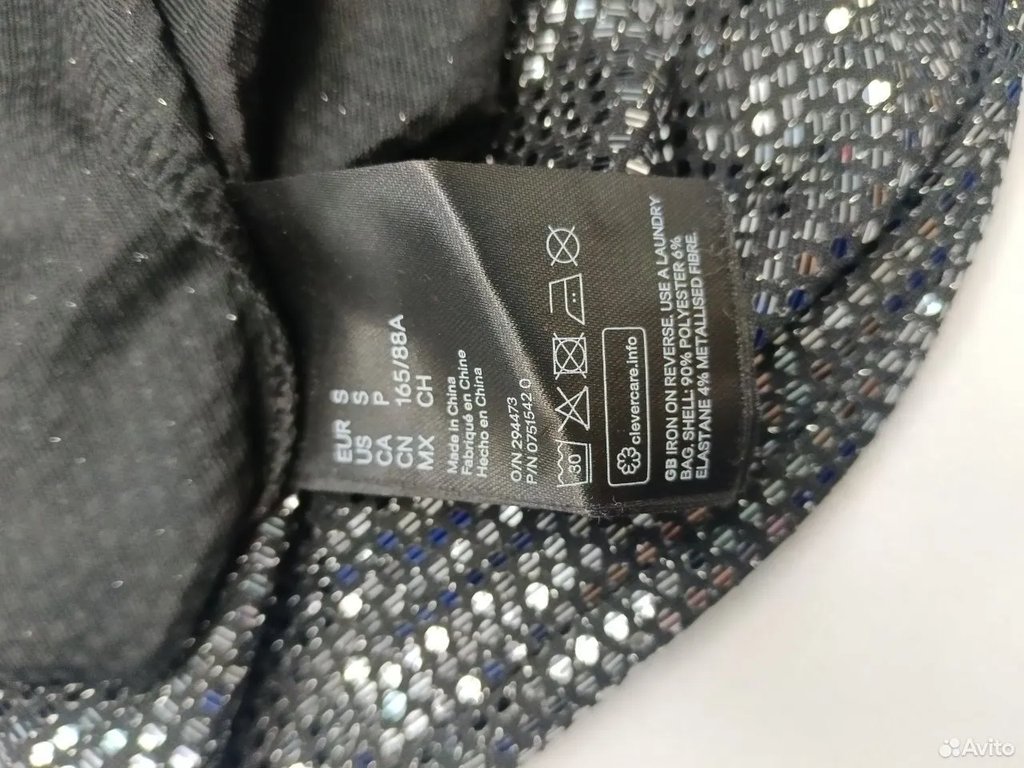 EUR S
US S
CA P
CN 165/88A
MX CH
Made in China
Fabriqué en Chine
Hecho en China
O/N 294473
P/N 0751542 0
30
clevercare.info
GB IRON ON REVERSE. USE A LAUNDRY
BAG. SHELL: 90% POLYESTER 6%
ELASTANE 4% METALLISED FIBRE.
Avito